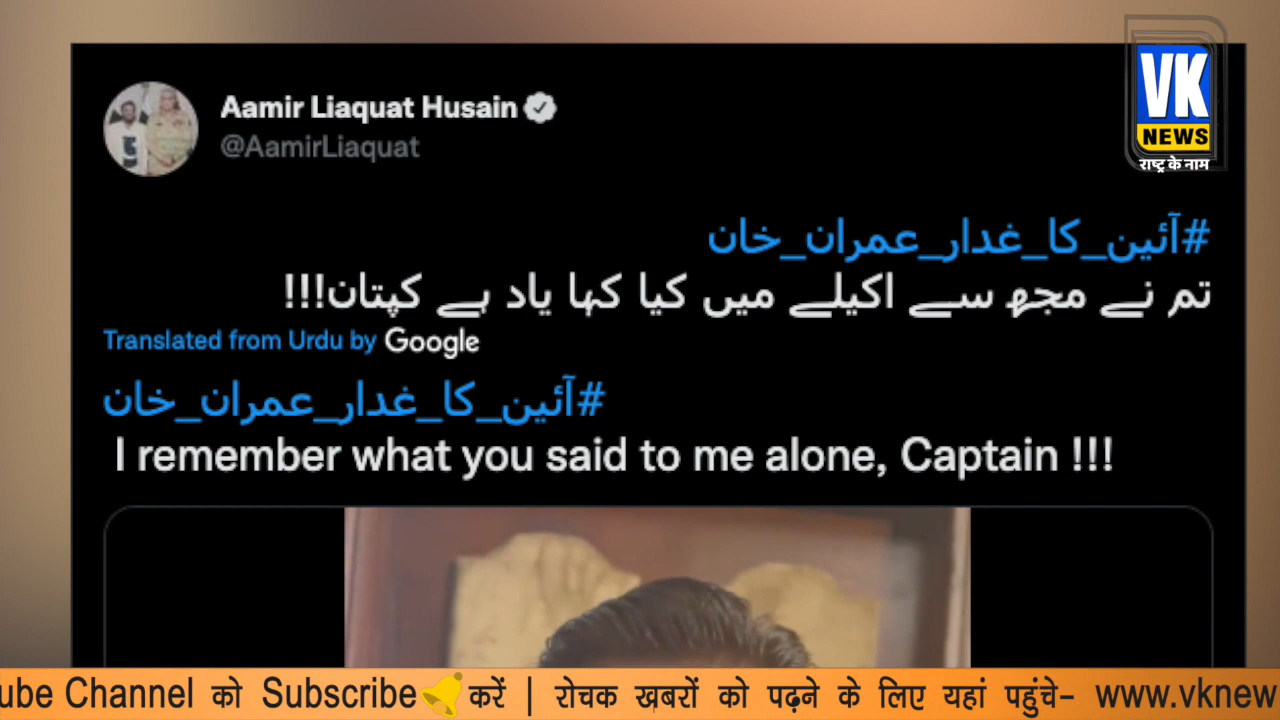 VK
NEWS
राष्ट्र के नाम
Aamir Liaquat Husain
@AamirLiaquat
#آئین_کا_غدار_عمران_خان
تم نے مجھ سے اکیلے میں کیا کہا یاد ہے کپتان!!!
Translated from Urdu by Google
#آئین_کا_غدار_عمران_خان
I remember what you said to me alone, Captain !!!
ube Channel को Subscribe करें | रोचक खबरों को पढ़ने के लिए यहां पहुंचे- www.vknew